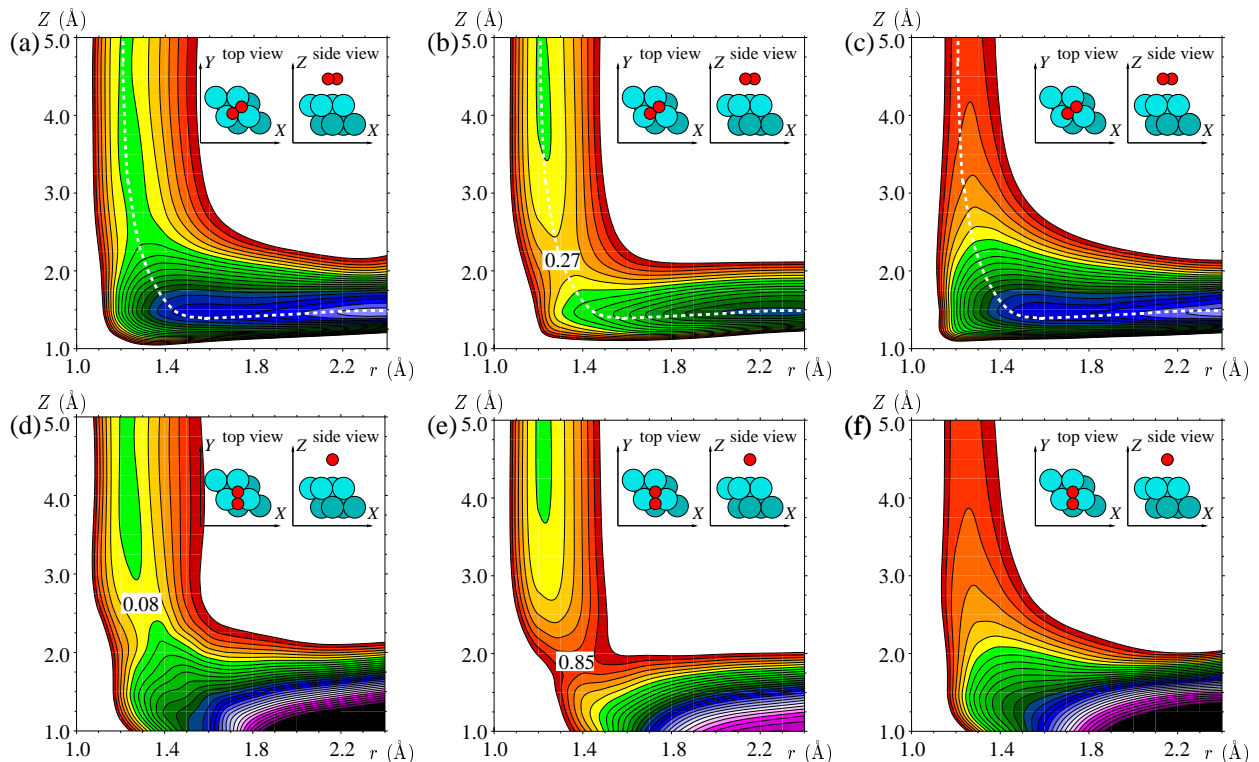 Z (Å) Z (Å) Z (Å)
(a) (b) (c)
5.0 5.0 5.0
top view side view top view side view top view side view
Y Z Y Z Y Z
4.0 4.0 4.0
X X X X X X
3.0 3.0 3.0
2.0 2.0 2.0
0.27
1.0 1.0 1.0
1.0 1.4 1.8 2.2 r (Å) 1.0 1.4 1.8 2.2 r (Å) 1.0 1.4 1.8 2.2 r (Å)
Z (Å) Z (Å) Z (Å)
(d) (e) (f)
5.0 5.0 5.0
top view side view top view side view top view side view
Y Z Y Z Y Z
4.0 4.0 4.0
X X X X X X
3.0 3.0 3.0
0.08
2.0 2.0 2.0
0.85
1.0 1.0 1.0
1.0 1.4 1.8 2.2 r (Å) 1.0 1.4 1.8 2.2 r (Å) 1.0 1.4 1.8 2.2 r (Å)